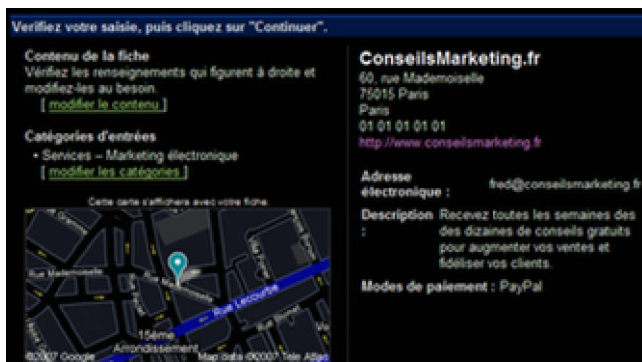 Verifiez votre saisie, puis cliquez sur "Continuer".
Contenu de la fiche
Vérifiez les renseignements qui figurent à droite et
modifiez-les au besoin.
[ modifier le contenu ]
Catégories d'entrées
• Services – Marketing électronique
[ modifier les catégories ]
Cette carte s'affichera avec votre fiche.
Rue Mademoiselle
Rue Mademoiselle
Rue Lecourbe
15ème
Arrondissement
©2007 Google
Map data ©2007 Tele Atlas
ConseilsMarketing.fr
60, rue Mademoiselle
75015 Paris
Paris
01 01 01 01 01
http://www.conseilsmarketing.fr
Adresse
électronique :
fred@conseilsmarketing.fr
Description
:
Recevez toutes les semaines des
des dizaines de conseils gratuits
pour augmenter vos ventes et
fidéliser vos clients.
Modes de paiement : PayPal